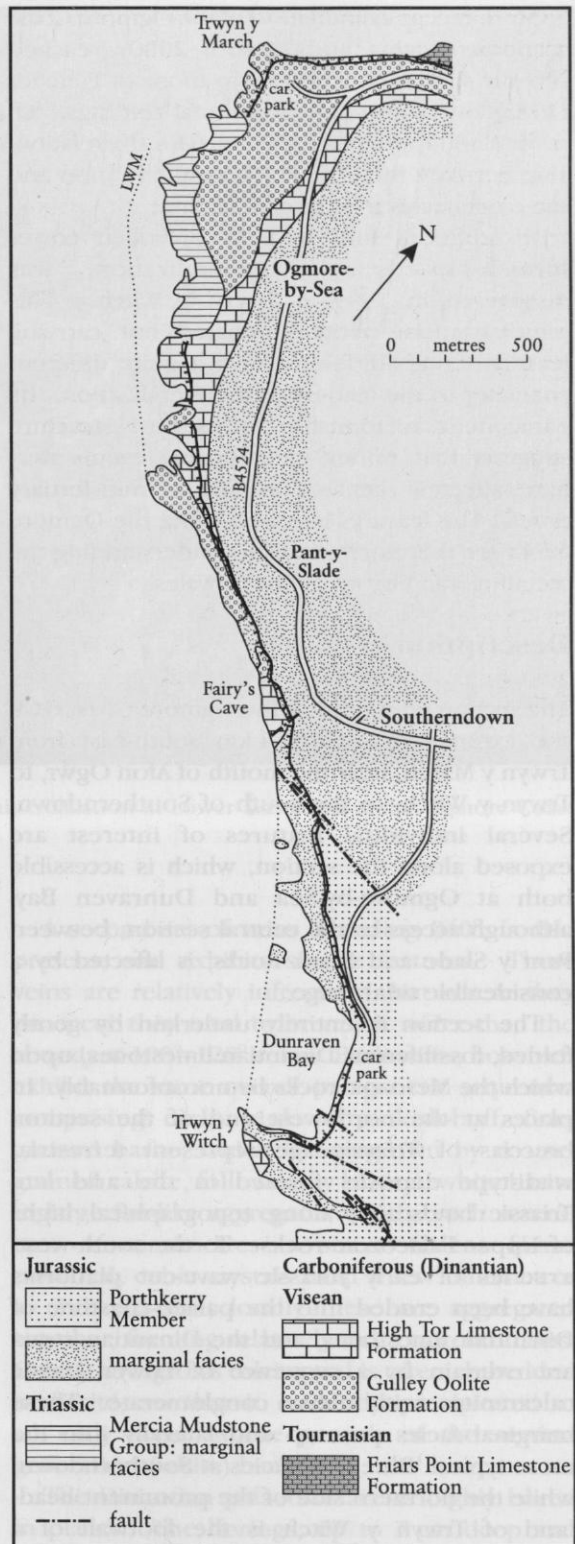 Trwyn y
March
car
park
LWM
N
Ogmore-
by-Sea
0 metres 500
B4524
Pant-y-
Slade
Fairy's
Cave
Southerndown
Dunraven
Bay
car
park
Trwyn y
Witch
Jurassic
Porthkerry
Member
marginal facies
Triassic
Mercia Mudstone
Group: marginal
facies
fault
Carboniferous (Dinantian)
Visean
High Tor Limestone
Formation
Gulley Oolite
Formation
Tournaisian
Friars Point Limestone
Formation